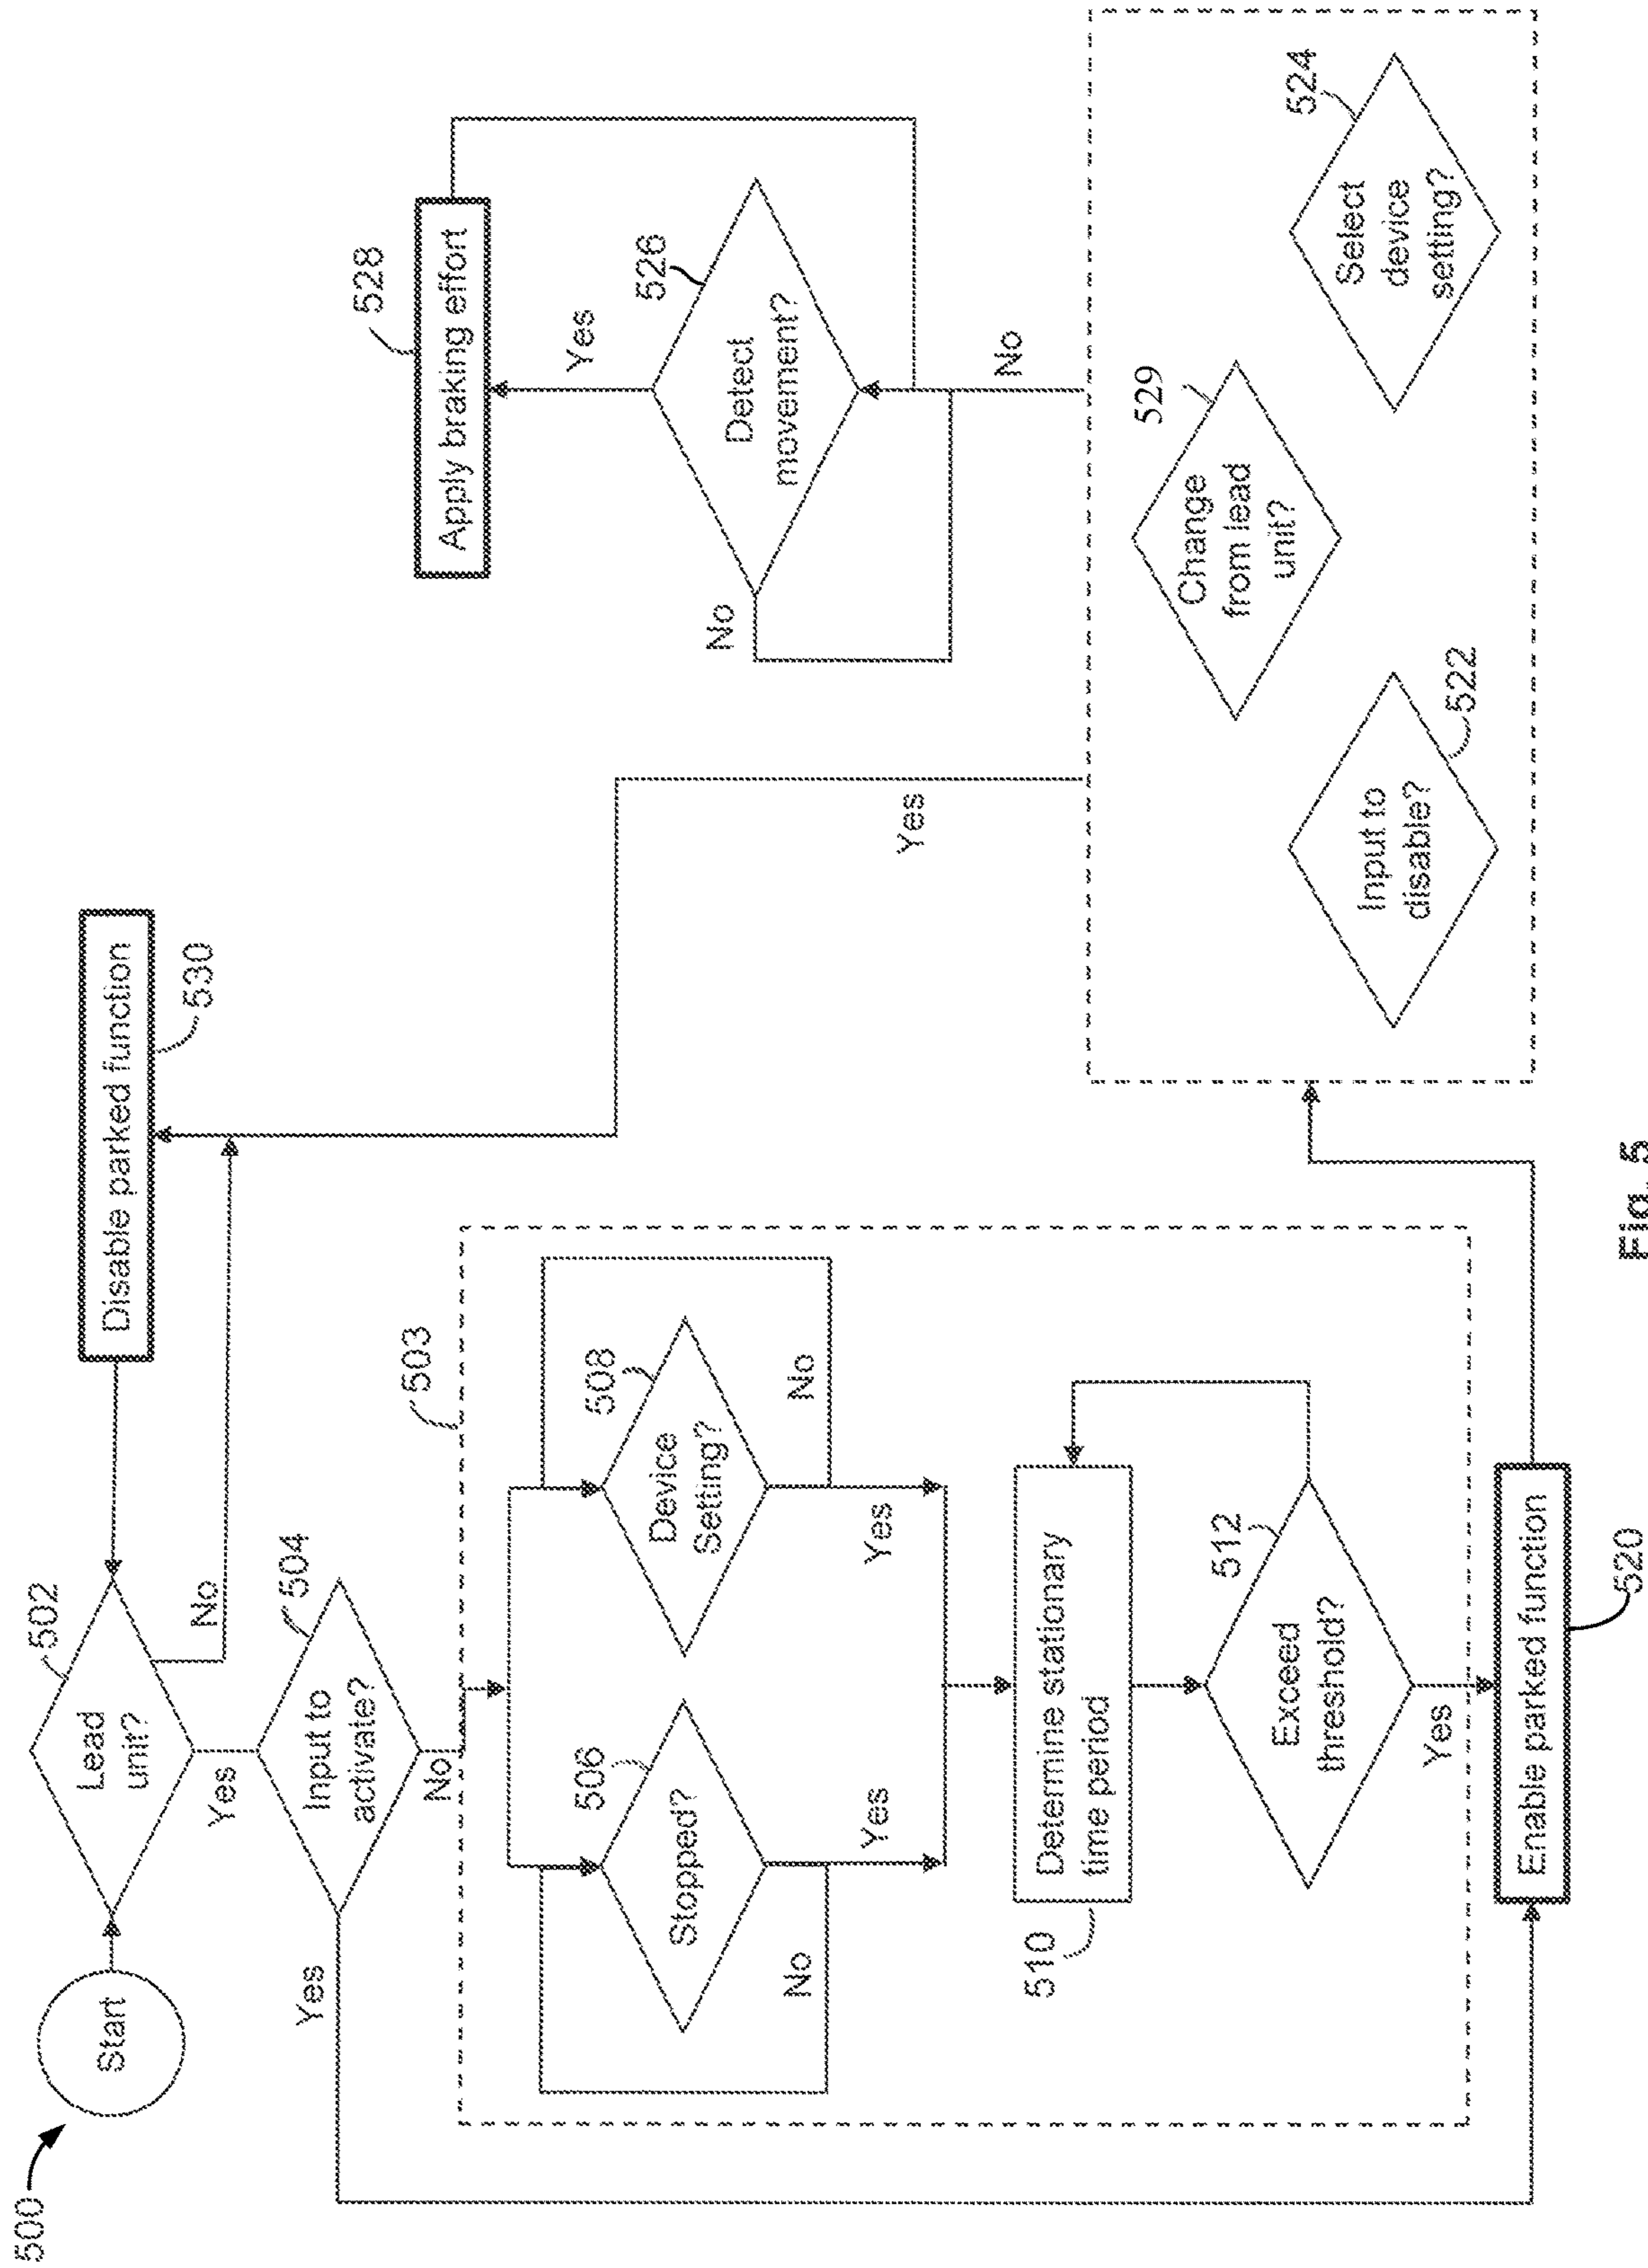 500
Start
502
Lead
unit?
No
Yes
Disable parked function
530
504
Input to
activate?
Yes
No
503
506
Stopped?
No
Yes
508
Device
Setting?
No
Yes
510
Determine stationary
time period
512
Exceed
threshold?
Yes
Enable parked function
520
528
Apply braking effort
Yes
526
Detect
movement?
No
No
Yes
529
Change
from lead
unit?
522
Input to
disable?
524
Select
device
setting?
Fig. 5